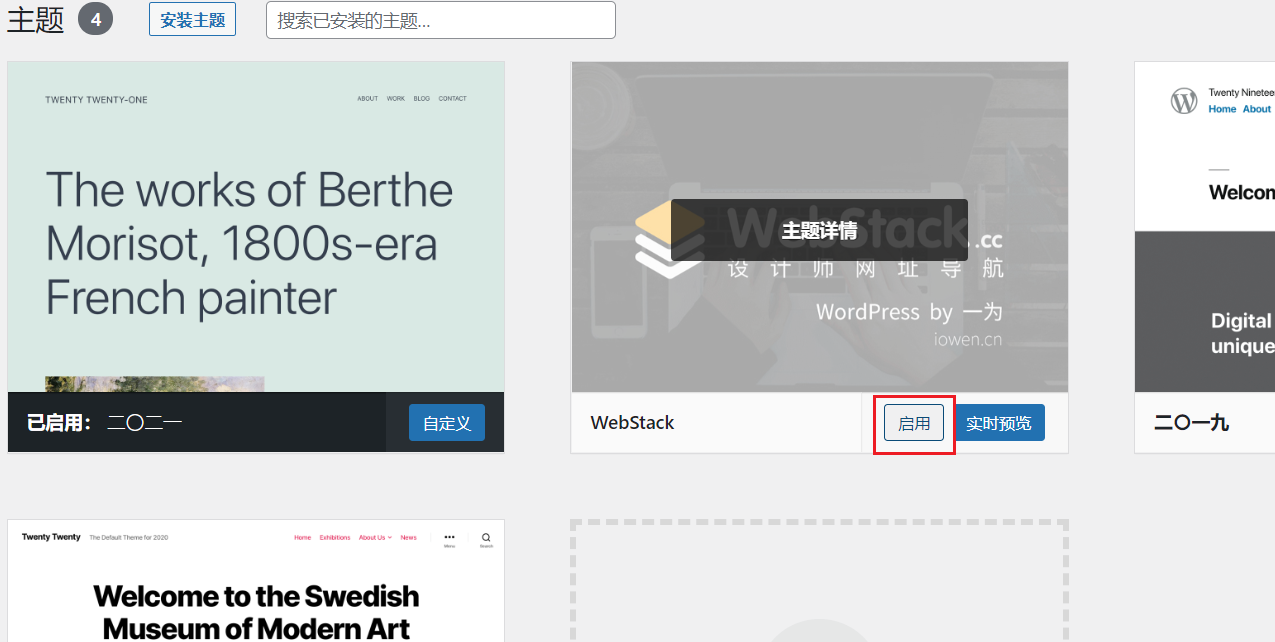 主题 4 安装主题 搜索已安装的主题...
TWENTY TWENTY-ONE ABOUT WORK BLOG CONTACT
The works of Berthe
Morisot, 1800s-era
French painter
已启用： 二〇二一 自定义
WebStack.cc
主题详情
设计师网址导航
WordPress by 一为
iowen.cn
WebStack 启用 实时预览
Twenty Nineteen
Home About
Welcom
Digital
unique
二〇一九
Twenty Twenty The Default Theme for 2020 Home Exhibitions About Us News Menu Search
Welcome to the Swedish
Museum of Modern Art